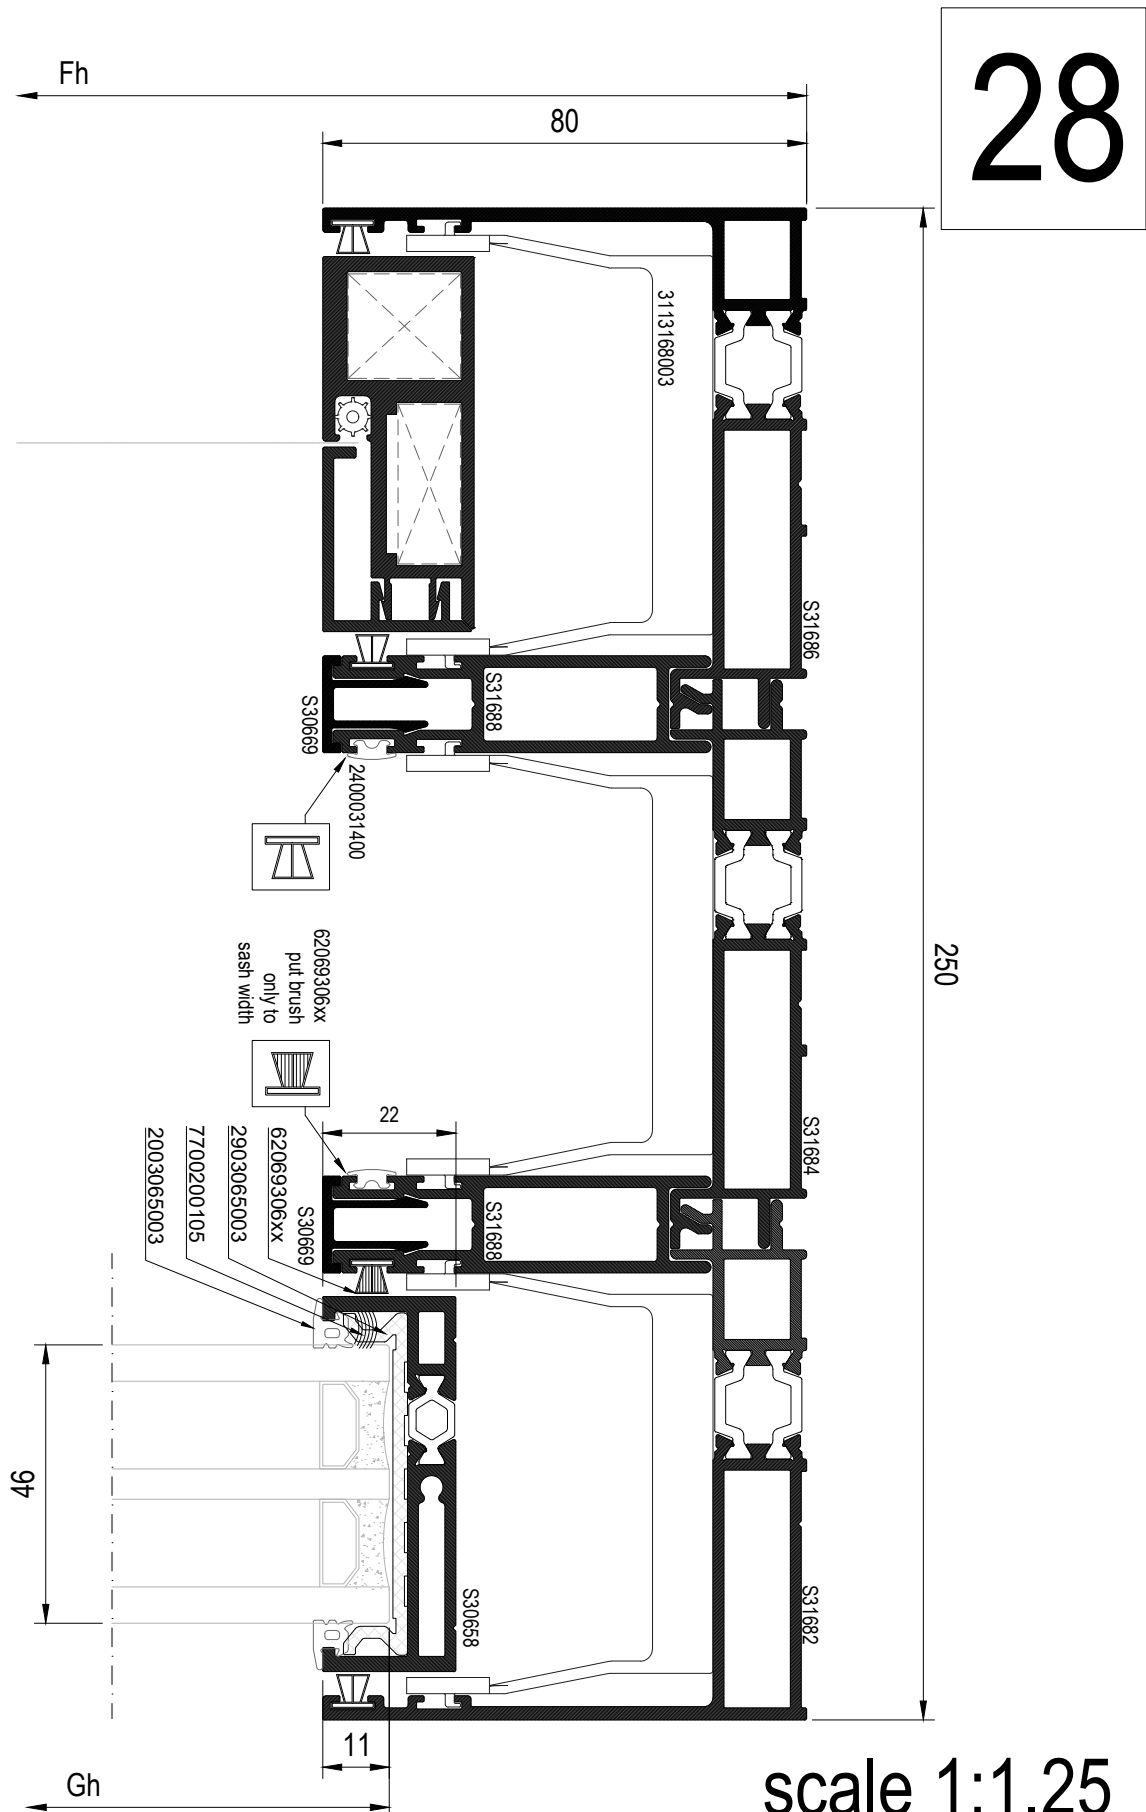 28
Fh
80
3113168003
S31686
S31688
S30669
2400031400
250
62069306xx
put brush
only to
sash width
22
S31684
62069306xx
2903065003
7700200105
2003065003
S30669
S31688
46
S30658
S31682
11
Gh
scale 1:1.25